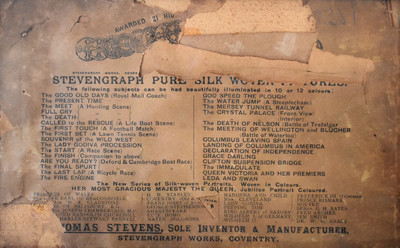 AWARDED 21
STEVENGRAPH PURE SILK WOVEN PICTURES.
The following subjects can be had beautifully illuminated in 10 or 12 colours:
The GOOD OLD DAYS (Royal Mail Coach)
The PRESENT TIME
The MEET (A Hunting Scene)
FULL CRY
The DEATH
CALLED to the RESCUE (A Life Boat Scene)
The FIRST TOUCH (A Football Match)
The FIRST SET (A Lawn Tennis Scene)
SOUVENIR of the WILD WEST
The LADY GODIVA PROCESSION
The START (A Race Scene)
The FINISH (Companion to above)
ARE YOU READY? (Oxford & Cambridge Boat Race)
The FINAL SPURT
The LAST LAP (A Bicycle Race)
The FIRE ENGINE
GOD SPEED THE PLOUGH
The WATER JUMP (A Steeplechase)
The MERSEY TUNNEL RAILWAY
The CRYSTAL PALACE (Front View)
(Interior)
The DEATH OF NELSON (Battle of Trafalgar)
The MEETING OF WELLINGTON and BLÜCHER
(Battle of Waterloo)
COLUMBUS LEAVING SPAIN
LANDING OF COLUMBUS IN AMERICA
DECLARATION OF INDEPENDENCE
GRACE DARLING
CLIFTON SUSPENSION BRIDGE
The IMMACULATE
QUEEN VICTORIA AND HER PREMIERS
LEDA AND SWAN
The New Series of Silk-woven Portraits. Woven in Colours.
HER MOST GRACIOUS MAJESTY THE QUEEN. Jubilee Portrait Coloured.
THOMAS STEVENS, SOLE INVENTOR & MANUFACTURER,
STEVENGRAPH WORKS, COVENTRY.